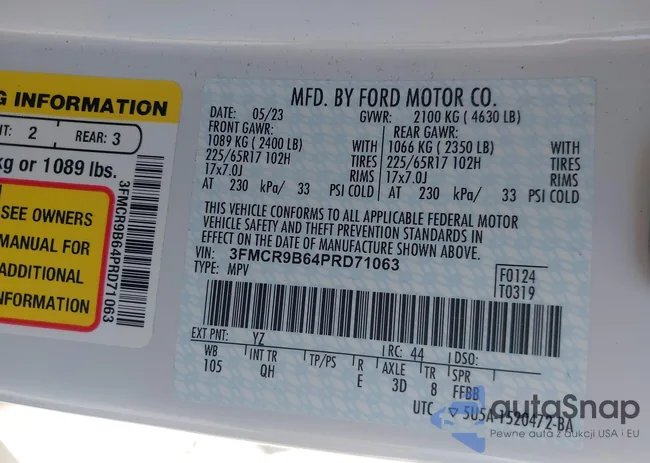 G INFORMATION
NT: 2 REAR: 3
kg or 1089 lbs.
SEE OWNERS
MANUAL FOR
ADDITIONAL
INFORMATION
3FMCR9B64PRD71063
MFD. BY FORD MOTOR CO.
DATE: 05/23 GVWR: 2100 KG ( 4630 LB)
FRONT GAWR: REAR GAWR:
1089 KG ( 2400 LB) WITH 1066 KG ( 2350 LB) WITH
225/65R17 102H TIRES 225/65R17 102H TIRES
17x7.0J RIMS 17x7.0J RIMS
AT 230 kPa/ 33 PSI COLD AT 230 kPa/ 33 PSI COLD
THIS VEHICLE CONFORMS TO ALL APPLICABLE FEDERAL MOTOR
VEHICLE SAFETY AND THEFT PREVENTION STANDARDS IN
EFFECT ON THE DATE OF MANUFACTURE SHOWN ABOVE.
VIN: 3FMCR9B64PRD71063
TYPE: MPV
F0124
T0319
EXT PNT: YZ RC: 44 DSO:
WB INT TR TP/PS R AXLE TR SPR
105 QH E 3D 8 FFBB
UTC ▽ 5U5A-1520472-BA
autoSnap
Pewne auta z aukcji USA i EU